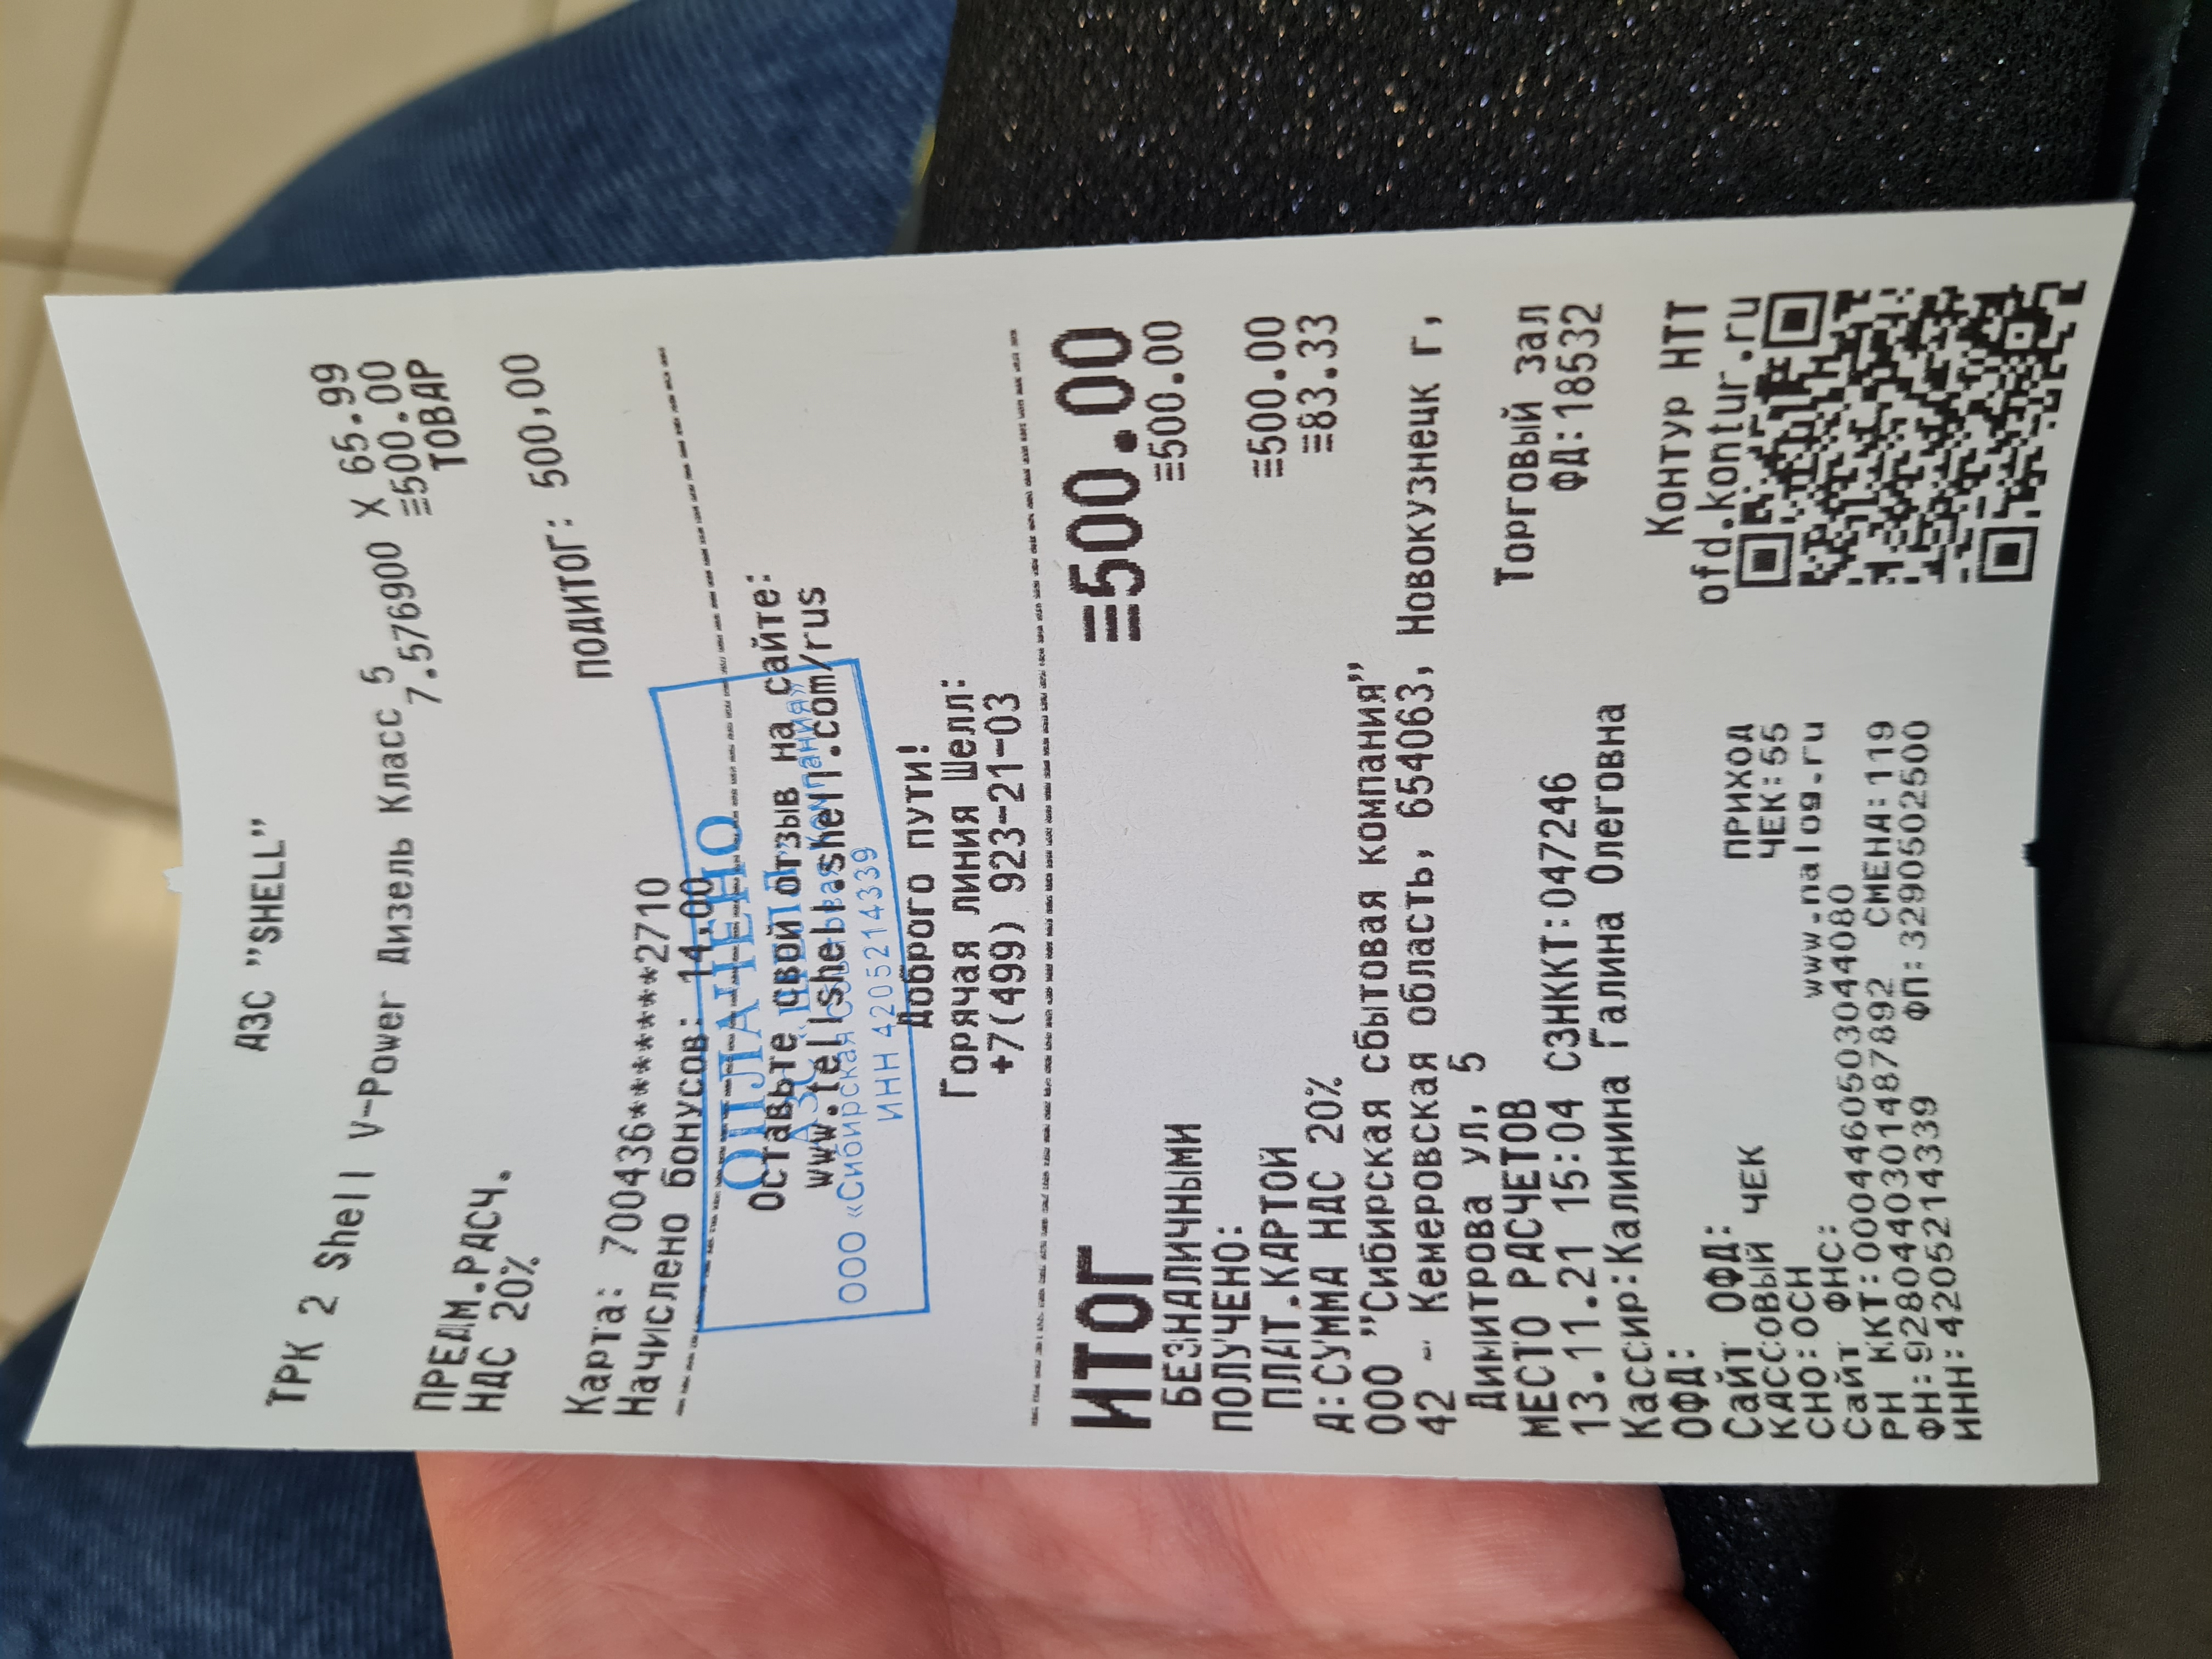 АЗС "SHELL"
ТРК 2 Shell V-Power Дизель Класс 5
7.576900 X 65.99
≡500.00
ПРЕДМ.РАСЧ. ТОВАР
НДС 20%
ПОДИТОГ: 500,00
Карта: 700436*******2710
Начислено бонусов: 14.00
ОПЛАЧЕНО
Оставьте свой отзыв на сайте:
www.tellshell.shell.com/rus
ООО «Сибирская сбытовая компания»
ИНН 4205214339
Доброго пути!
Горячая линия Шелл:
+7(499) 923-21-03
ИТОГ ≡500.00
БЕЗНАЛИЧНЫМИ ≡500.00
ПОЛУЧЕНО:
ПЛАТ.КАРТОЙ ≡500.00
А:СУММА НДС 20% ≡83.33
ООО "Сибирская сбытовая компания"
42 - Кемеровская область, 654063, Новокузнецк г,
Димитрова ул, 5
МЕСТО РАСЧЕТОВ Торговый зал
13.11.21 15:04 СЗНККТ:047246 ФД:18532
Кассир:Калинина Галина Олеговна
ОФД: Контур НТТ
Сайт ОФД: ofd.kontur.ru
КАССОВЫЙ ЧЕК ПРИХОД
СНО:ОСН ЧЕК:55
Сайт ФНС: www.nalog.ru
РН ККТ:0004460503044080
ФН:9280440301487892 СМЕНА:119
ИНН:4205214339 ФП:3290502500